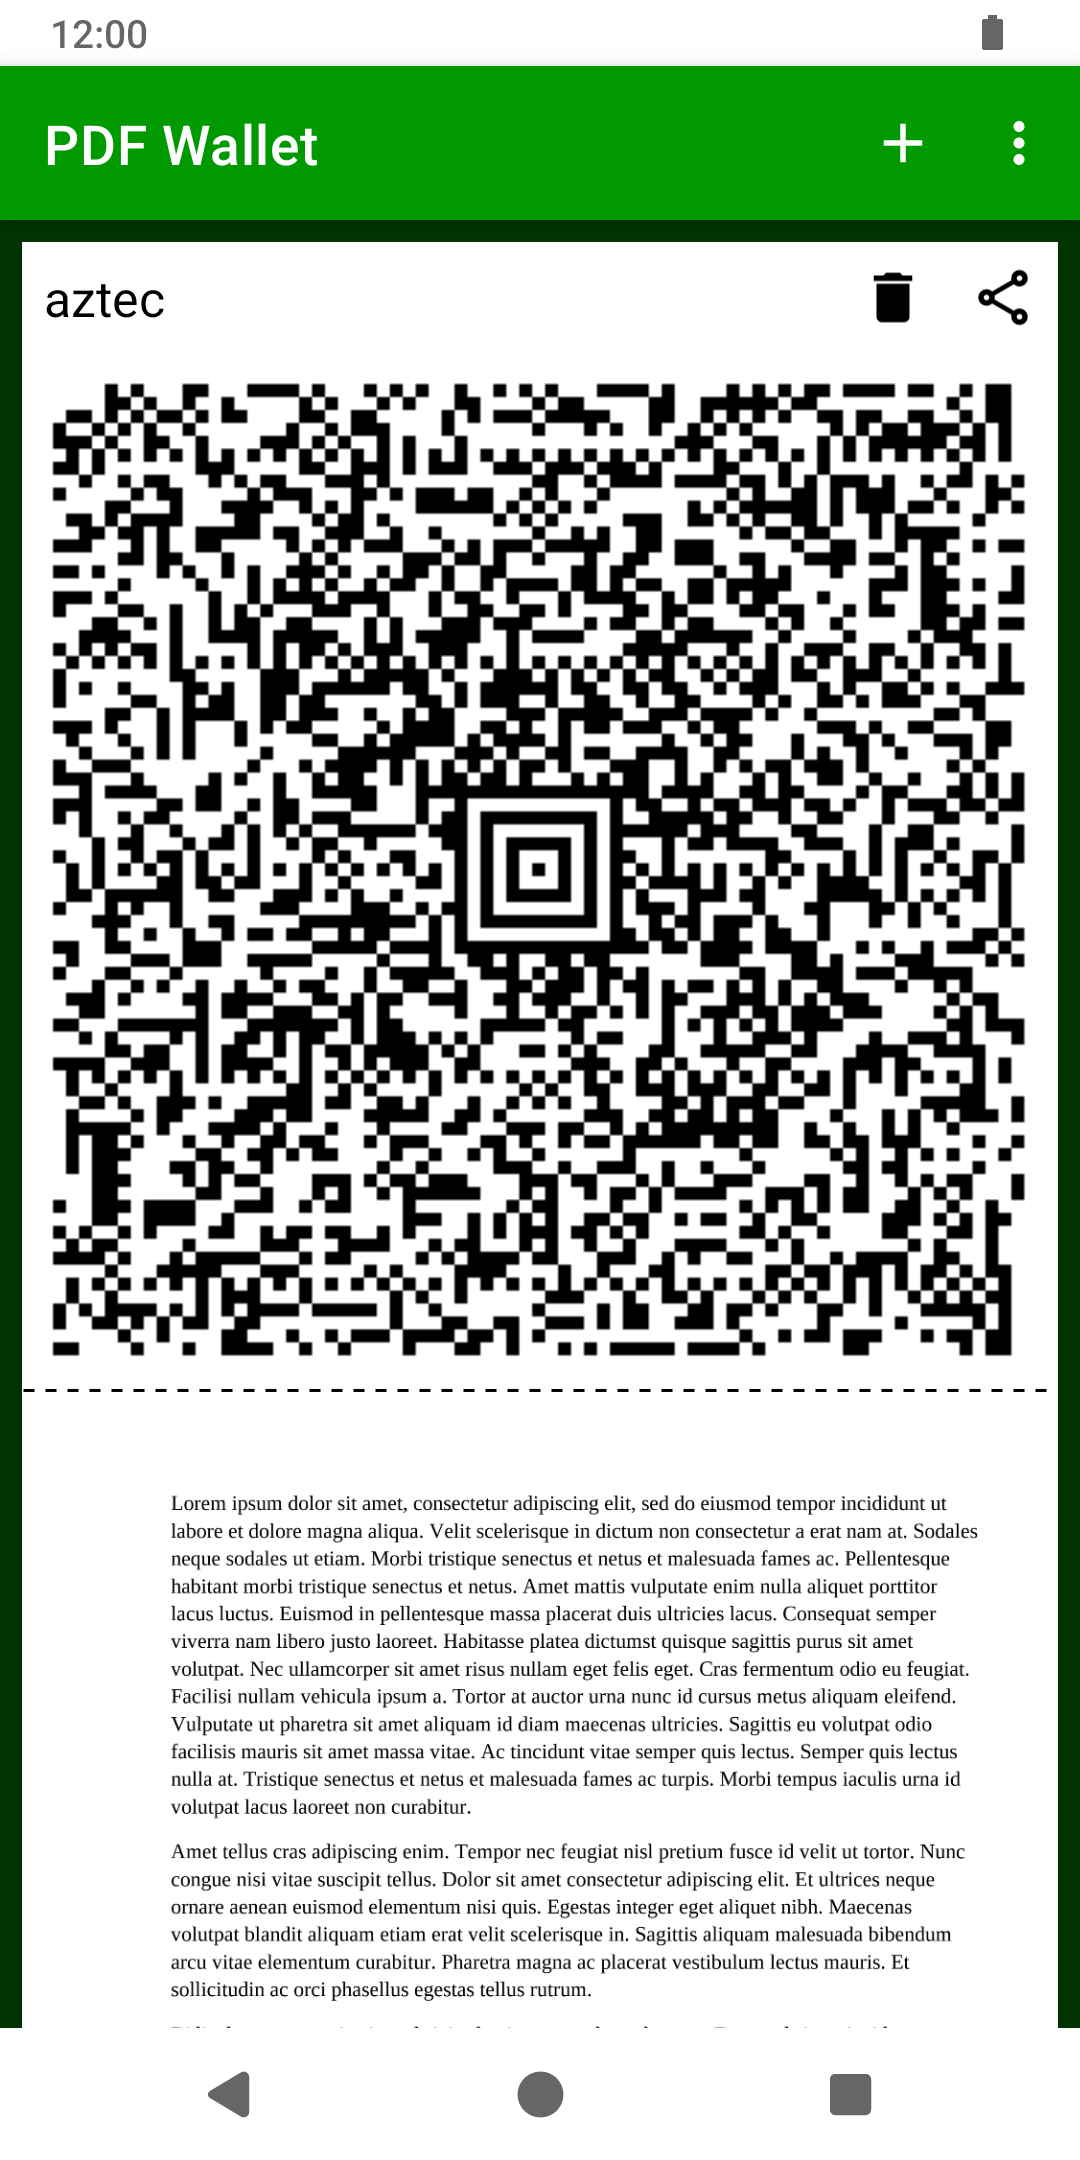 12:00
PDF Wallet
aztec
Lorem ipsum dolor sit amet, consectetur adipiscing elit, sed do eiusmod tempor incididunt ut
labore et dolore magna aliqua. Velit scelerisque in dictum non consectetur a erat nam at. Sodales
neque sodales ut etiam. Morbi tristique senectus et netus et malesuada fames ac. Pellentesque
habitant morbi tristique senectus et netus. Amet mattis vulputate enim nulla aliquet porttitor
lacus luctus. Euismod in pellentesque massa placerat duis ultricies lacus. Consequat semper
viverra nam libero justo laoreet. Habitasse platea dictumst quisque sagittis purus sit amet
volutpat. Nec ullamcorper sit amet risus nullam eget felis eget. Cras fermentum odio eu feugiat.
Facilisi nullam vehicula ipsum a. Tortor at auctor urna nunc id cursus metus aliquam eleifend.
Vulputate ut pharetra sit amet aliquam id diam maecenas ultricies. Sagittis eu volutpat odio
facilisis mauris sit amet massa vitae. Ac tincidunt vitae semper quis lectus. Semper quis lectus
nulla at. Tristique senectus et netus et malesuada fames ac turpis. Morbi tempus iaculis urna id
volutpat lacus laoreet non curabitur.
Amet tellus cras adipiscing enim. Tempor nec feugiat nisl pretium fusce id velit ut tortor. Nunc
congue nisi vitae suscipit tellus. Dolor sit amet consectetur adipiscing elit. Et ultrices neque
ornare aenean euismod elementum nisi quis. Egestas integer eget aliquet nibh. Maecenas
volutpat blandit aliquam etiam erat velit scelerisque in. Sagittis aliquam malesuada bibendum
arcu vitae elementum curabitur. Pharetra magna ac placerat vestibulum lectus mauris. Et
sollicitudin ac orci phasellus egestas tellus rutrum.